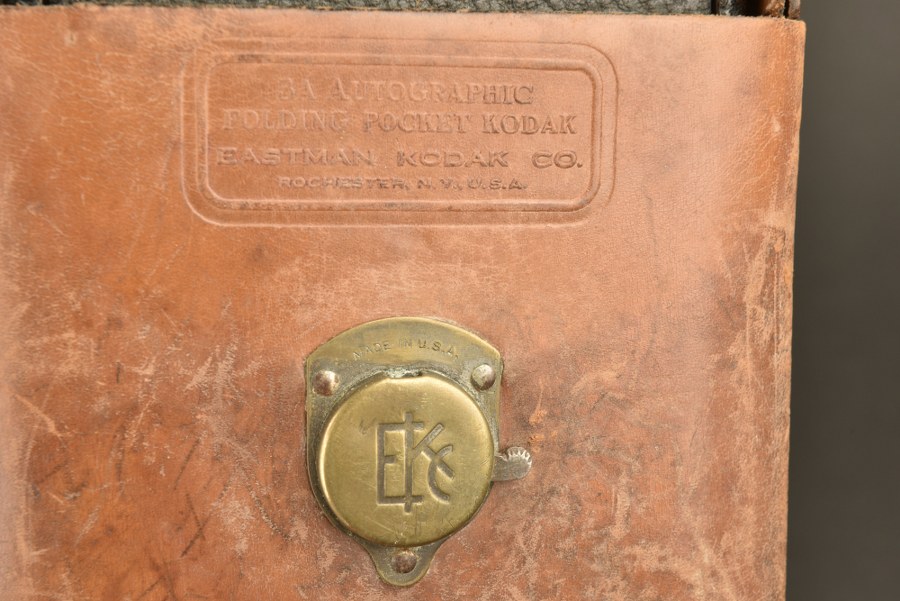 3A AUTOGRAPHIC
FOLDING POCKET KODAK
EASTMAN KODAK CO.
ROCHESTER, N.Y., U.S.A.
MADE IN U.S.A.
EKC